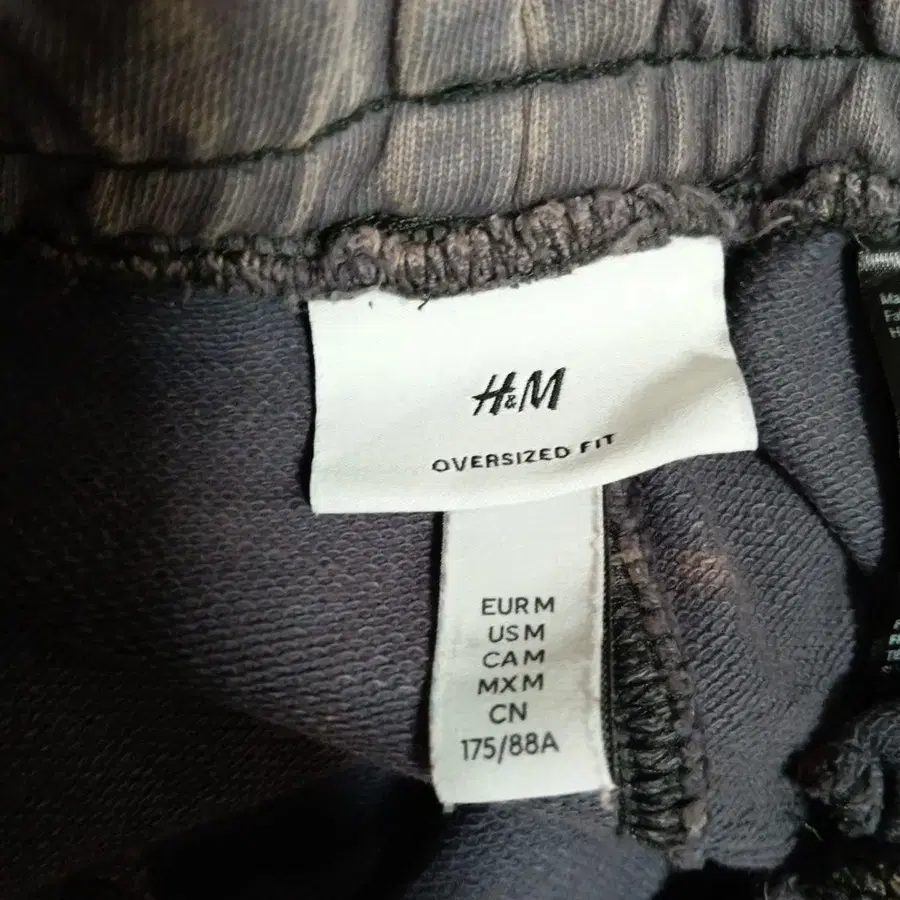 H&M
OVERSIZED FIT
EUR M
US M
CA M
MX M
CN
175/88A